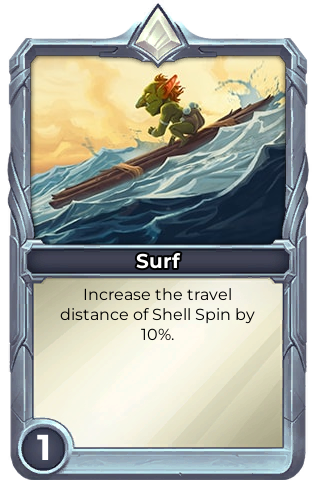 Surf
Increase the travel
distance of Shell Spin by
10%.
1